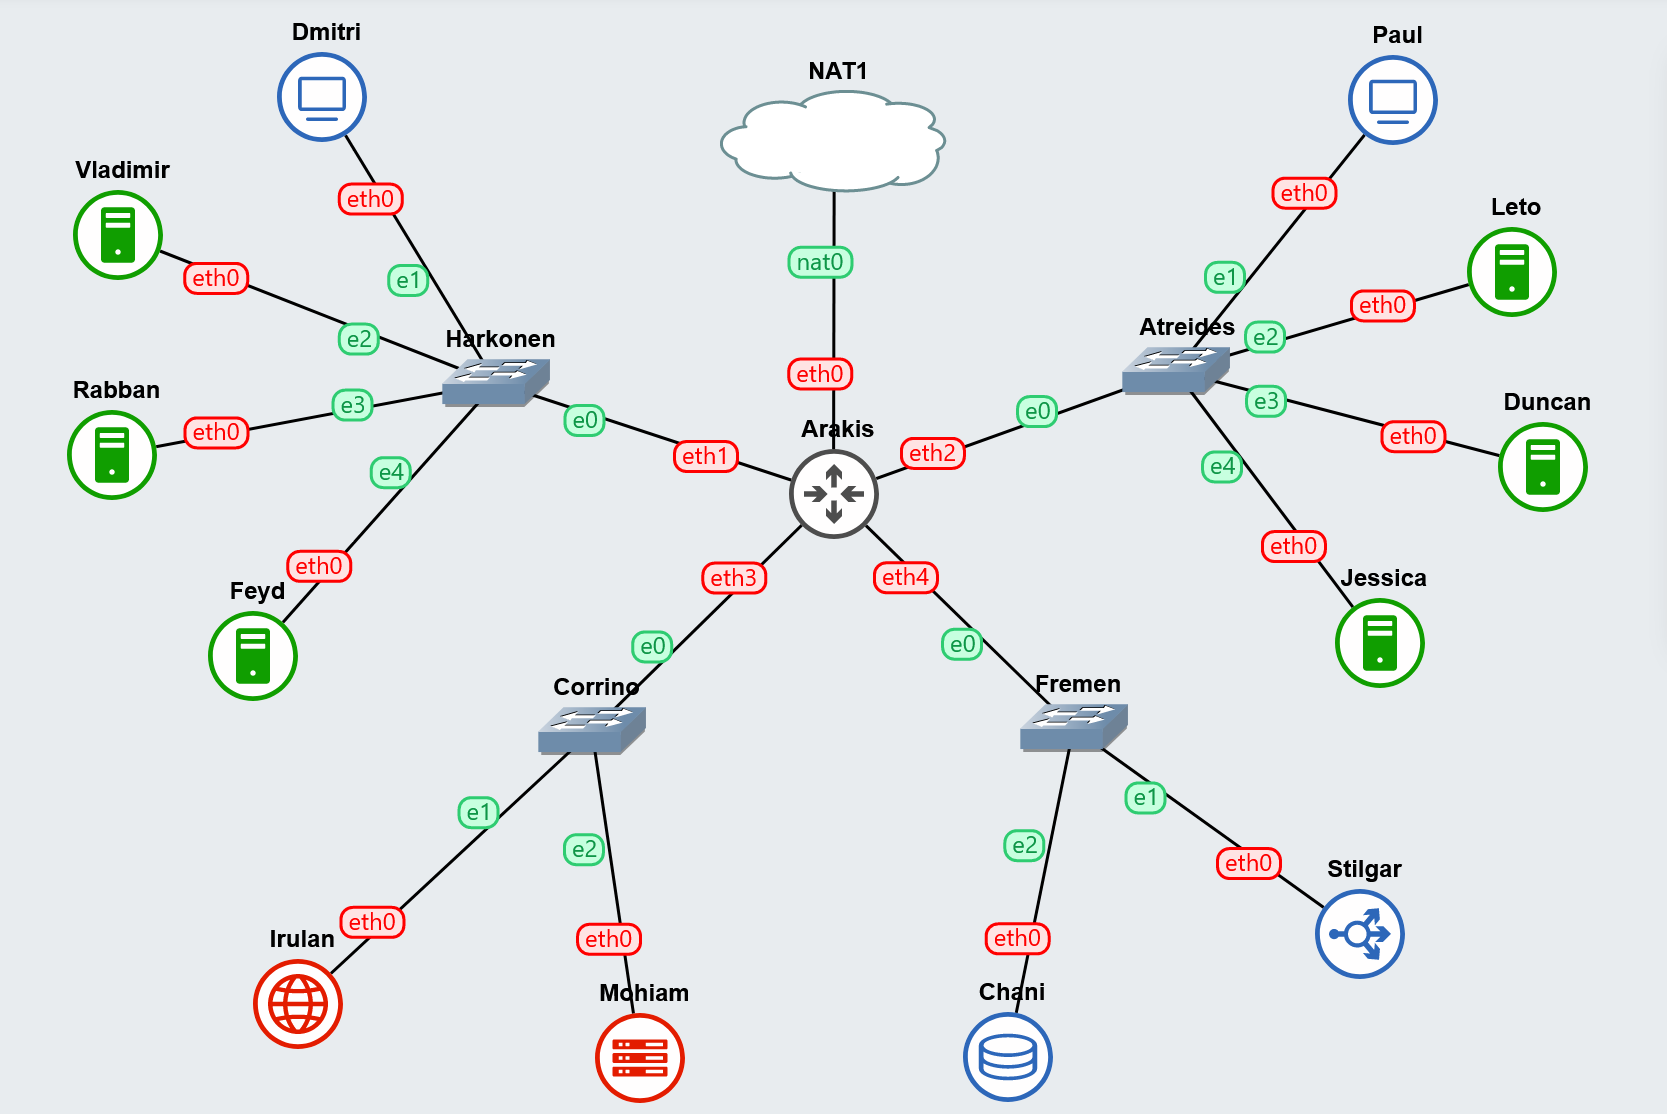 Dmitri
Paul
NAT1
Vladimir
eth0
eth0
Leto
nat0
eth0
e1
e1
eth0
Atreides
e2
e2
Harkonen
Rabban
eth0
e3
e3
Duncan
e0
e0
Arakis
eth0
eth0
eth1
eth2
e4
e4
eth0
eth0
eth3
eth4
Jessica
Feyd
e0
e0
Corrino
Fremen
e1
e1
e2
e2
eth0
Stilgar
eth0
Irulan
eth0
eth0
Mohiam
Chani